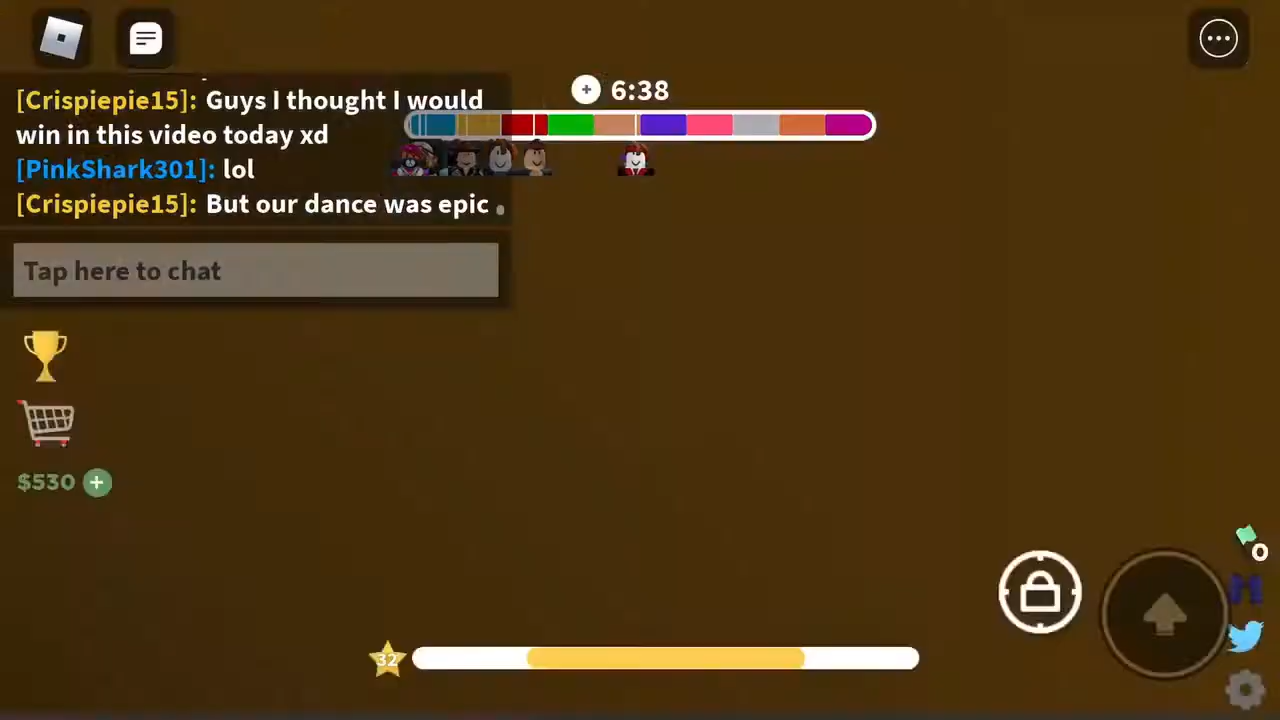 6:38
[Crispiepie15]: Guys I thought I would
win in this video today xd
[PinkShark301]: lol
[Crispiepie15]: But our dance was epic
Tap here to chat
$530 +
0
32